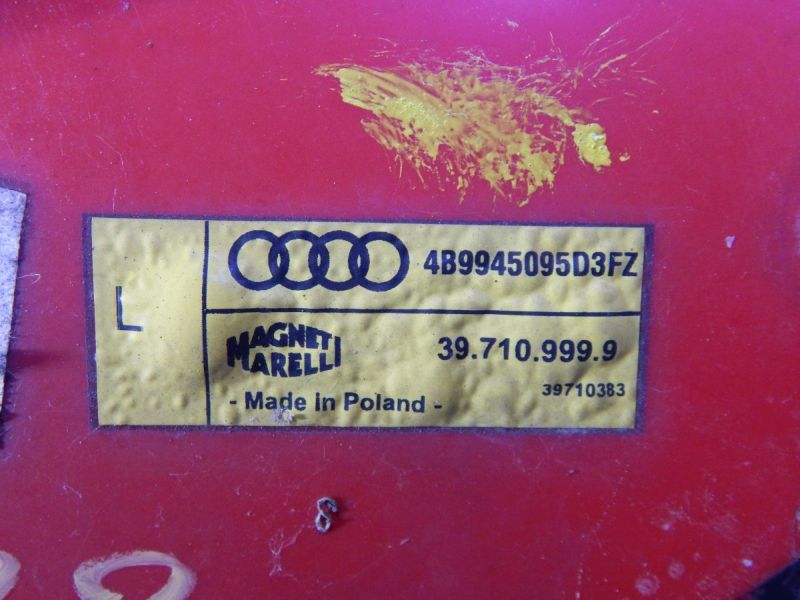 L
4B9945095D3FZ
MAGNETI
MARELLI
39.710.999.9
39710383
- Made in Poland -